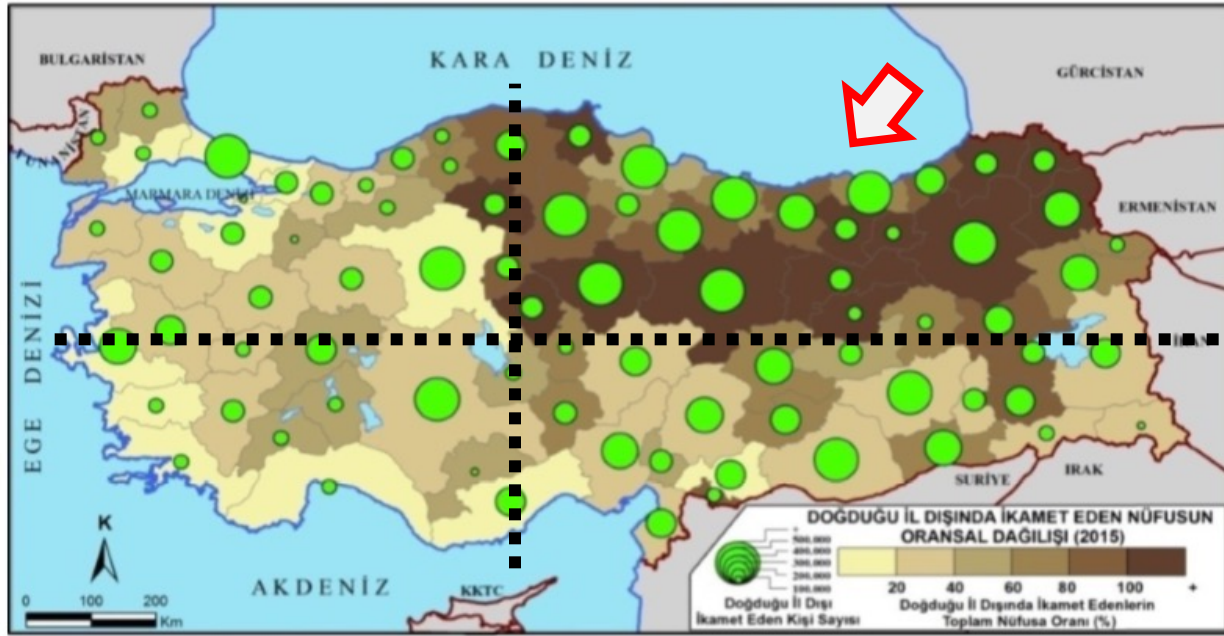 BULGARİSTAN
KARA DENİZ
GÜRCİSTAN
YUNANİSTAN
MARMARA DENİZİ
ERMENİSTAN
EGE DENİZİ
İRAN
SURİYE
IRAK
K
AKDENİZ
KKTC
0 100 200
Km
DOĞDUĞU İL DIŞINDA İKAMET EDEN NÜFUSUN
ORANSAL DAĞILIŞI (2015)
+
500.000
400.000
300.000
200.000
100.000
20 40 60 80 100 +
Doğduğu İl Dışı
İkamet Eden Kişi Sayısı
Doğduğu İl Dışında İkamet Edenlerin
Toplam Nüfusa Oranı (%)